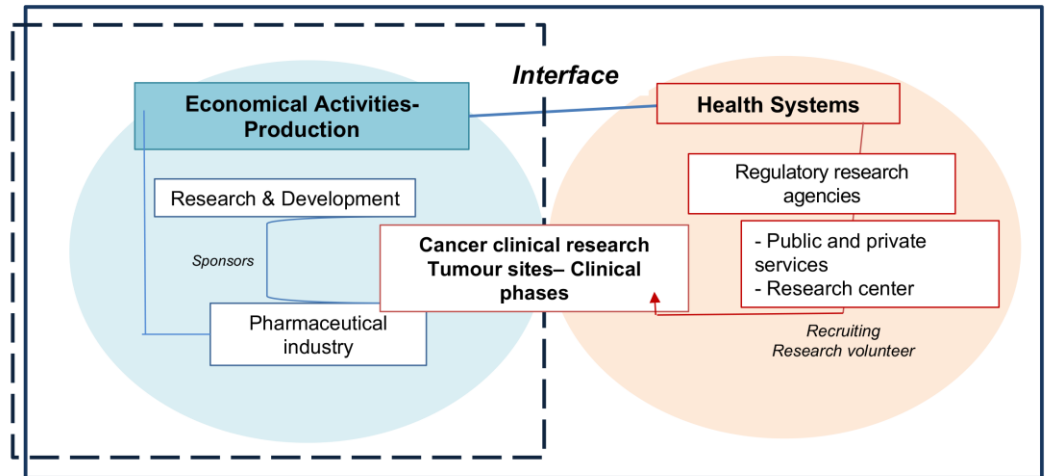 Interface
Economical Activities-
Production
Health Systems
Research & Development
Regulatory research
agencies
Sponsors
Cancer clinical research
Tumour sites– Clinical
phases
- Public and private
services
- Research center
Pharmaceutical
industry
Recruiting
Research volunteer